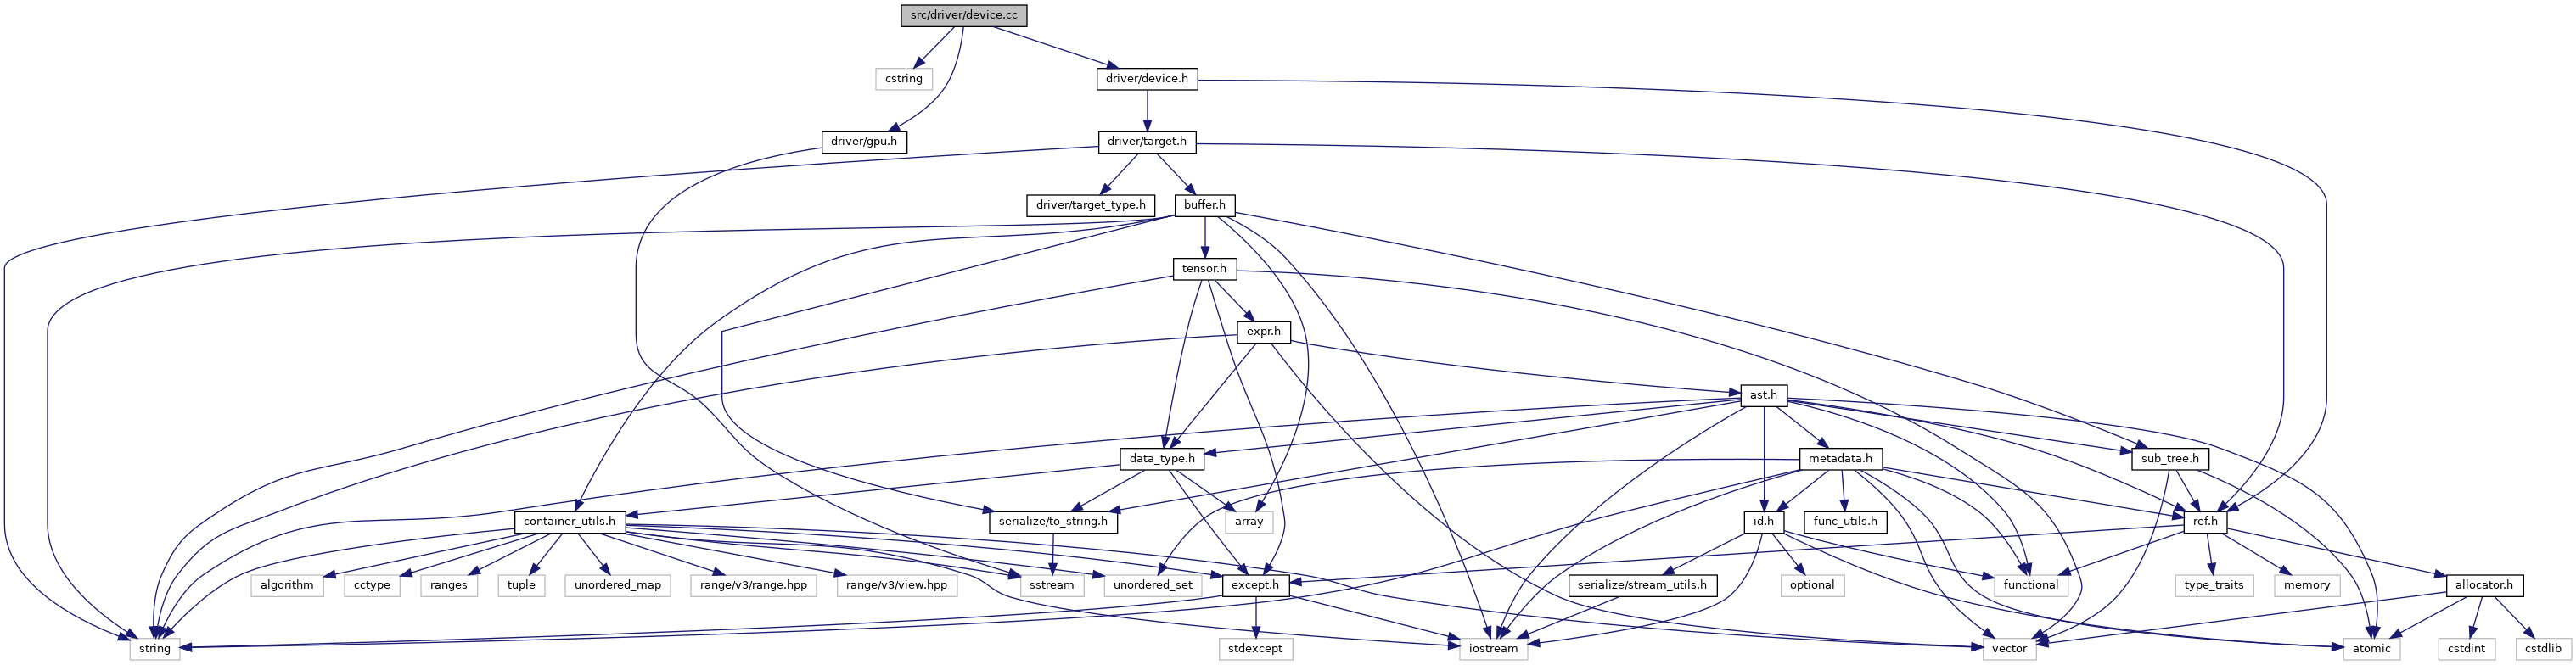 src/driver/device.cc
cstring
driver/device.h
driver/gpu.h
driver/target.h
driver/target_type.h
buffer.h
tensor.h
expr.h
ast.h
data_type.h
metadata.h
sub_tree.h
container_utils.h
serialize/to_string.h
array
id.h
func_utils.h
ref.h
algorithm
cctype
ranges
tuple
unordered_map
range/v3/range.hpp
range/v3/view.hpp
sstream
unordered_set
except.h
serialize/stream_utils.h
optional
functional
type_traits
memory
allocator.h
string
stdexcept
iostream
vector
atomic
cstdint
cstdlib